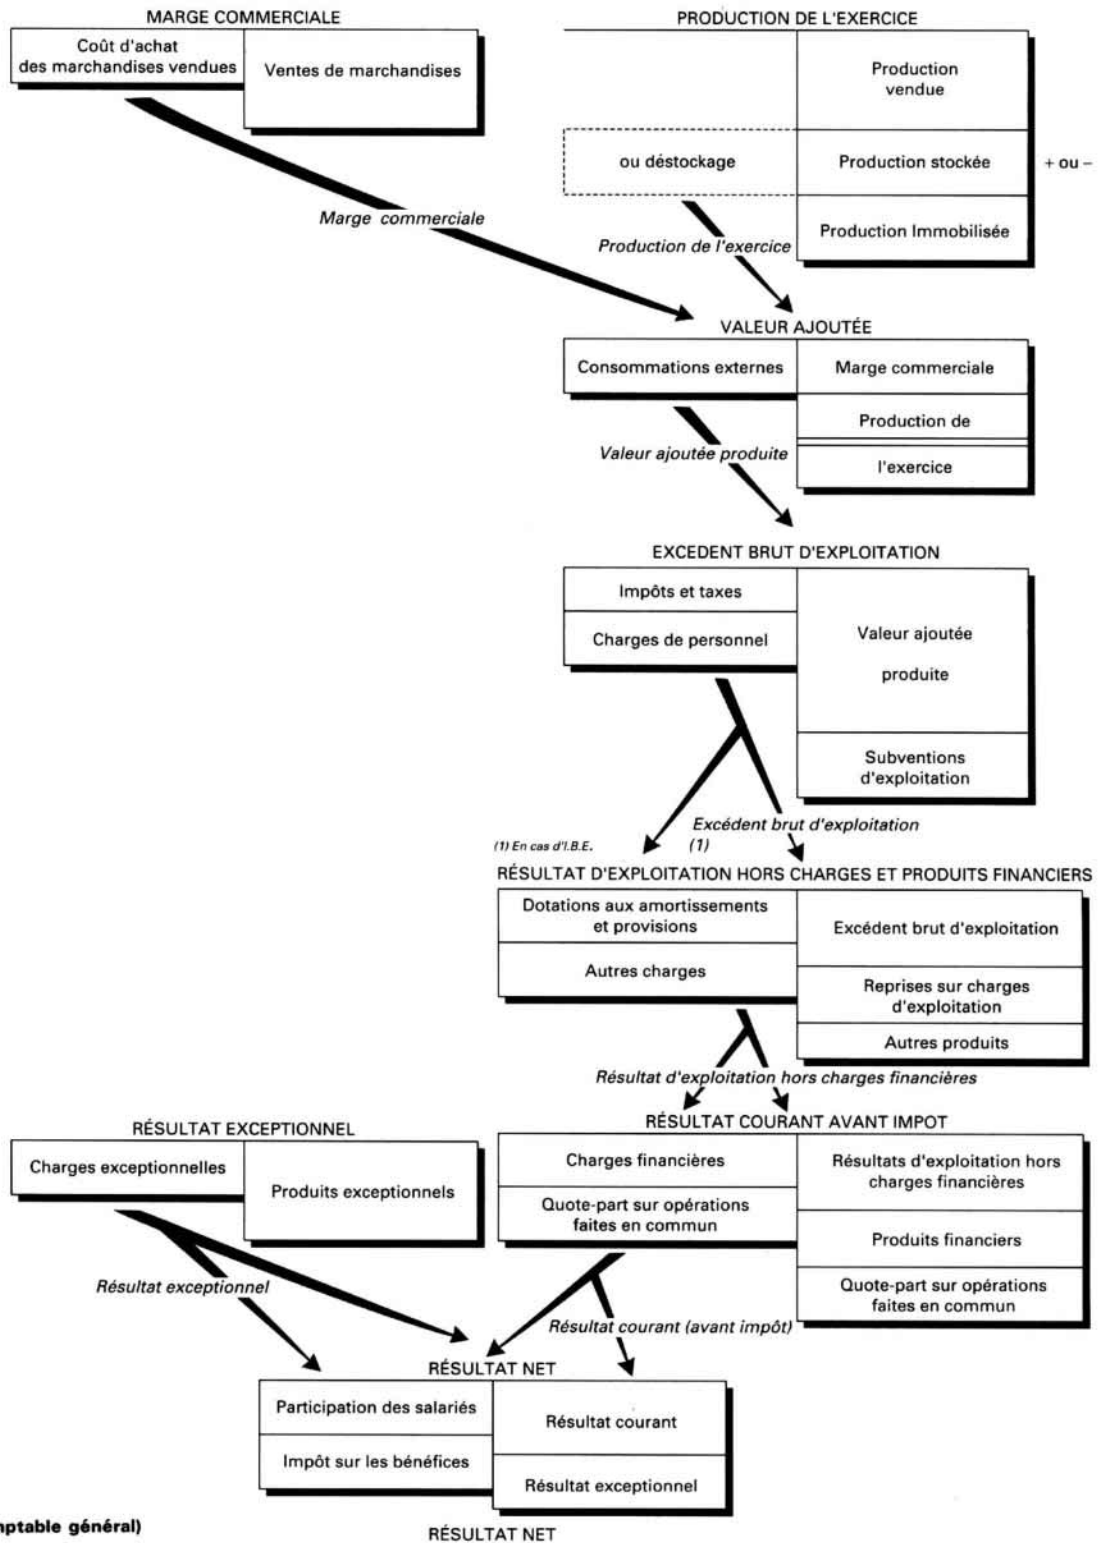 MARGE COMMERCIALE
Coût d'achat
des marchandises vendues
Ventes de marchandises
PRODUCTION DE L'EXERCICE
Production
vendue
ou déstockage
Production stockée
+ ou –
Production Immobilisée
Marge commerciale
Production de l'exercice
VALEUR AJOUTÉE
Consommations externes
Marge commerciale
Production de
l'exercice
Valeur ajoutée produite
EXCEDENT BRUT D'EXPLOITATION
Impôts et taxes
Charges de personnel
Valeur ajoutée
produite
Subventions
d'exploitation
Excédent brut d'exploitation
(1)
(1) En cas d'I.B.E.
RÉSULTAT D'EXPLOITATION HORS CHARGES ET PRODUITS FINANCIERS
Dotations aux amortissements
et provisions
Autres charges
Excédent brut d'exploitation
Reprises sur charges
d'exploitation
Autres produits
Résultat d'exploitation hors charges financières
RÉSULTAT EXCEPTIONNEL
Charges exceptionnelles
Produits exceptionnels
RÉSULTAT COURANT AVANT IMPOT
Charges financières
Quote-part sur opérations
faites en commun
Résultats d'exploitation hors
charges financières
Produits financiers
Quote-part sur opérations
faites en commun
Résultat exceptionnel
Résultat courant (avant impôt)
RÉSULTAT NET
Participation des salariés
Impôt sur les bénéfices
Résultat courant
Résultat exceptionnel
général)
RÉSULTAT NET